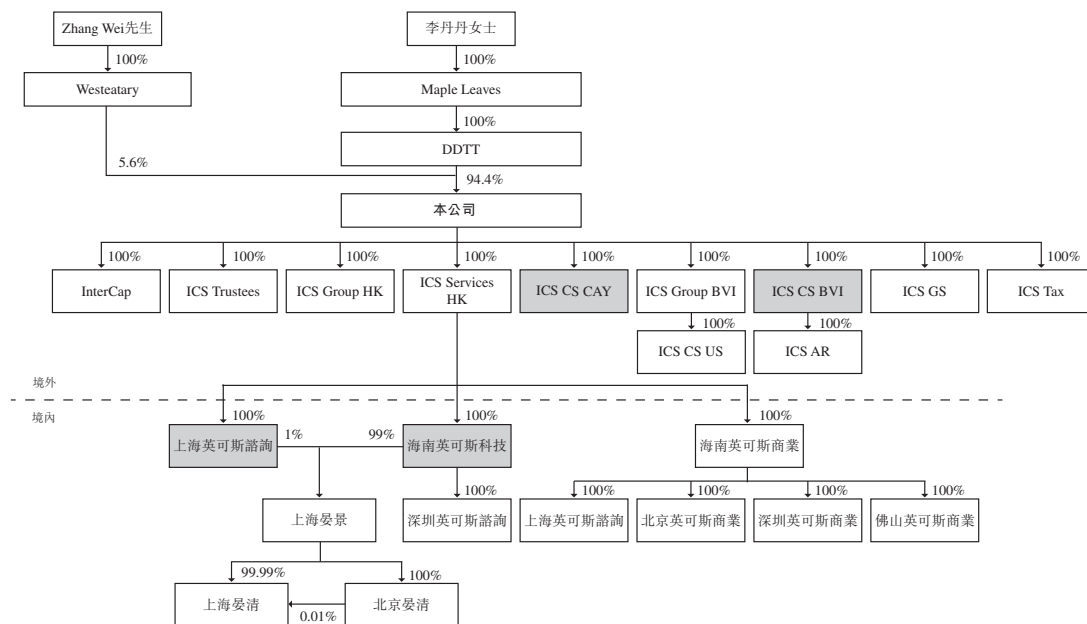 Zhang Wei先生
李丹丹女士
100%
100%
Westeatary
Maple Leaves
100%
DDTT
5.6%
94.4%
本公司
100%
100%
100%
100%
100%
100%
100%
100%
100%
InterCap
ICS Trustees
ICS Group HK
ICS Services
HK
ICS CS CAY
ICS Group BVI
ICS CS BVI
ICS GS
ICS Tax
100%
100%
ICS CS US
ICS AR
境外
境內
100%
100%
100%
上海英可斯諮詢
1%
99%
海南英可斯科技
海南英可斯商業
100%
100%
100%
100%
100%
上海晏景
深圳英可斯諮詢
上海英可斯諮詢
北京英可斯商業
深圳英可斯商業
佛山英可斯商業
99.99%
100%
上海晏清
0.01%
北京晏清